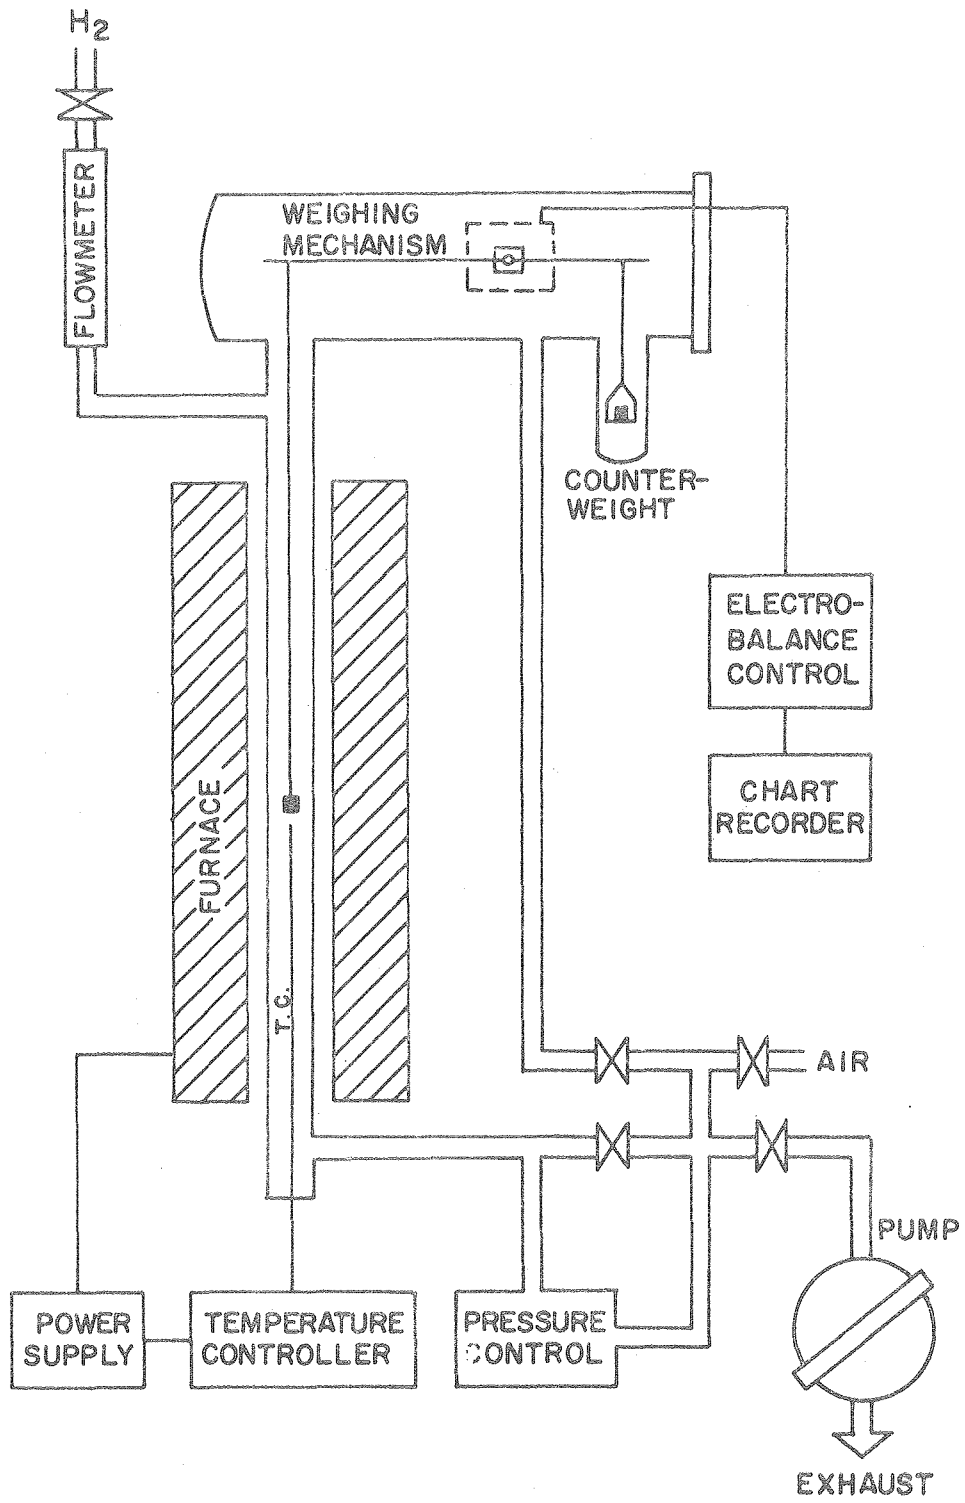 H2
FLOWMETER
WEIGHING
MECHANISM
COUNTER-
WEIGHT
ELECTRO-
BALANCE
CONTROL
CHART
RECORDER
FURNACE
T.C.
AIR
PUMP
POWER
SUPPLY
TEMPERATURE
CONTROLLER
PRESSURE
CONTROL
EXHAUST